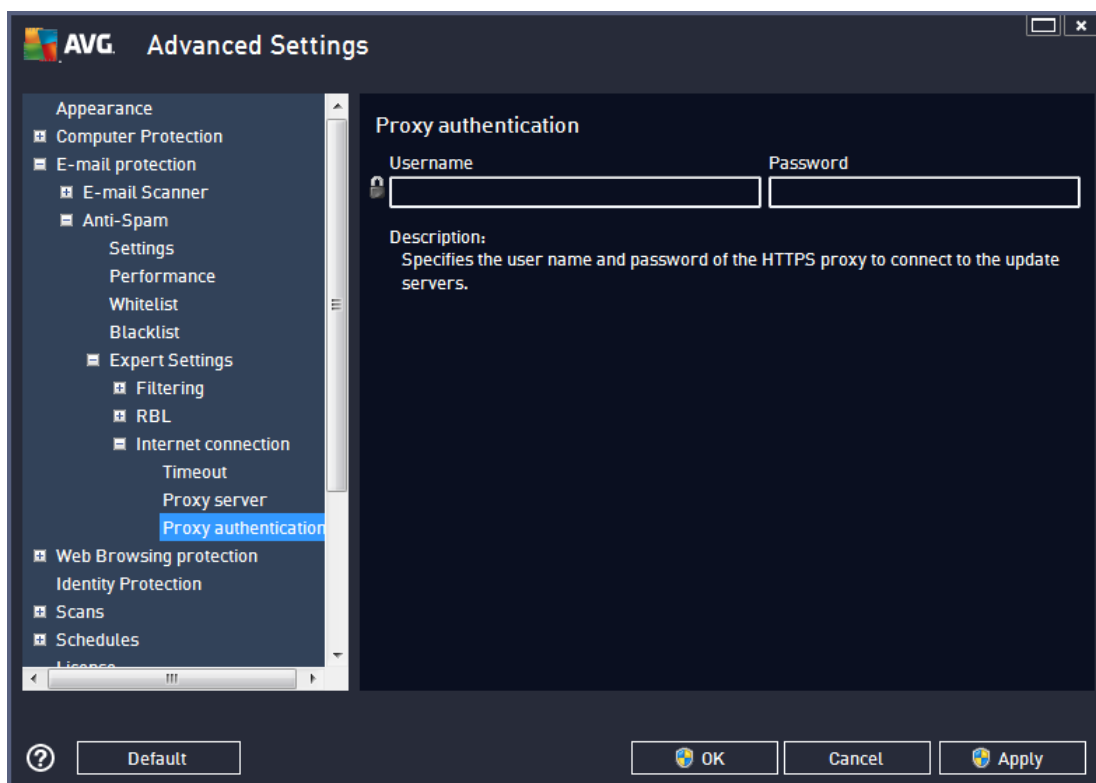 AVG. Advanced Settings
Appearance
Computer Protection
E-mail protection
E-mail Scanner
Anti-Spam
Settings
Performance
Whitelist
Blacklist
Expert Settings
Filtering
RBL
Internet connection
Timeout
Proxy server
Proxy authentication
Web Browsing protection
Identity Protection
Scans
Schedules
License
Proxy authentication
Username Password
Description:
Specifies the user name and password of the HTTPS proxy to connect to the update
servers.
Default OK Cancel Apply